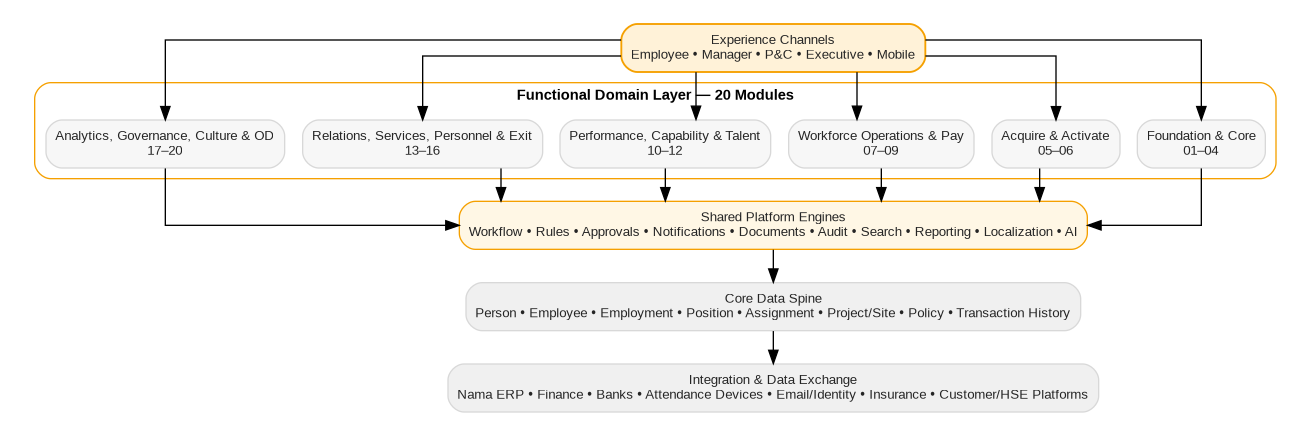 Experience Channels
Employee • Manager • P&C • Executive • Mobile
Functional Domain Layer — 20 Modules
Analytics, Governance, Culture & OD
17–20
Relations, Services, Personnel & Exit
13–16
Performance, Capability & Talent
10–12
Workforce Operations & Pay
07–09
Acquire & Activate
05–06
Foundation & Core
01–04
Shared Platform Engines
Workflow • Rules • Approvals • Notifications • Documents • Audit • Search • Reporting • Localization • AI
Core Data Spine
Person • Employee • Employment • Position • Assignment • Project/Site • Policy • Transaction History
Integration & Data Exchange
Nama ERP • Finance • Banks • Attendance Devices • Email/Identity • Insurance • Customer/HSE Platforms